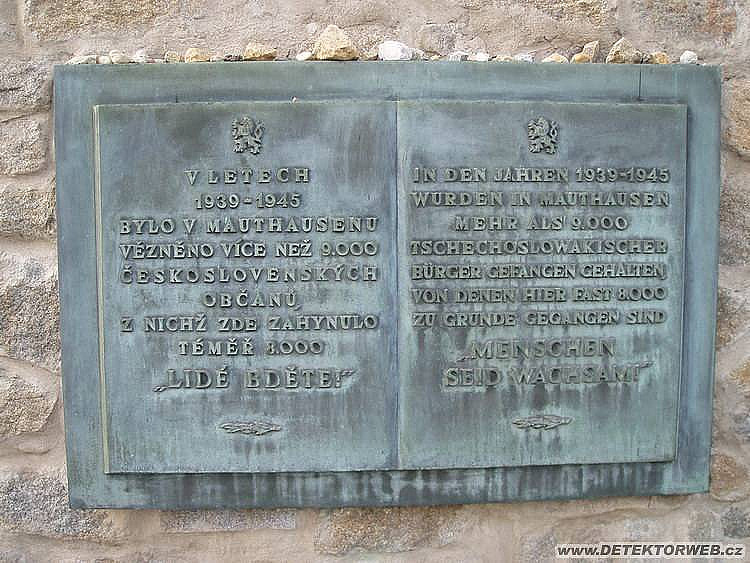 V LETECH
1939-1945
BYLO V MAUTHAUSENU
VĚZNĚNO VÍCE NEŽ 9.000
ČESKOSLOVENSKÝCH
OBČANŮ
Z NICHŽ ZDE ZAHYNULO
TÉMĚŘ 8.000
„LIDÉ BDĚTE!"
IN DEN JAHREN 1939-1945
WURDEN IN MAUTHAUSEN
MEHR ALS 9.000
TSCHECHOSLOWAKISCHER
BÜRGER GEFANGEN GEHALTEN
VON DENEN HIER FAST 8.000
ZU GRUNDE GEGANGEN SIND
„MENSCHEN
SEID WACHSAM!"
www.DETEKTORWEB.cz